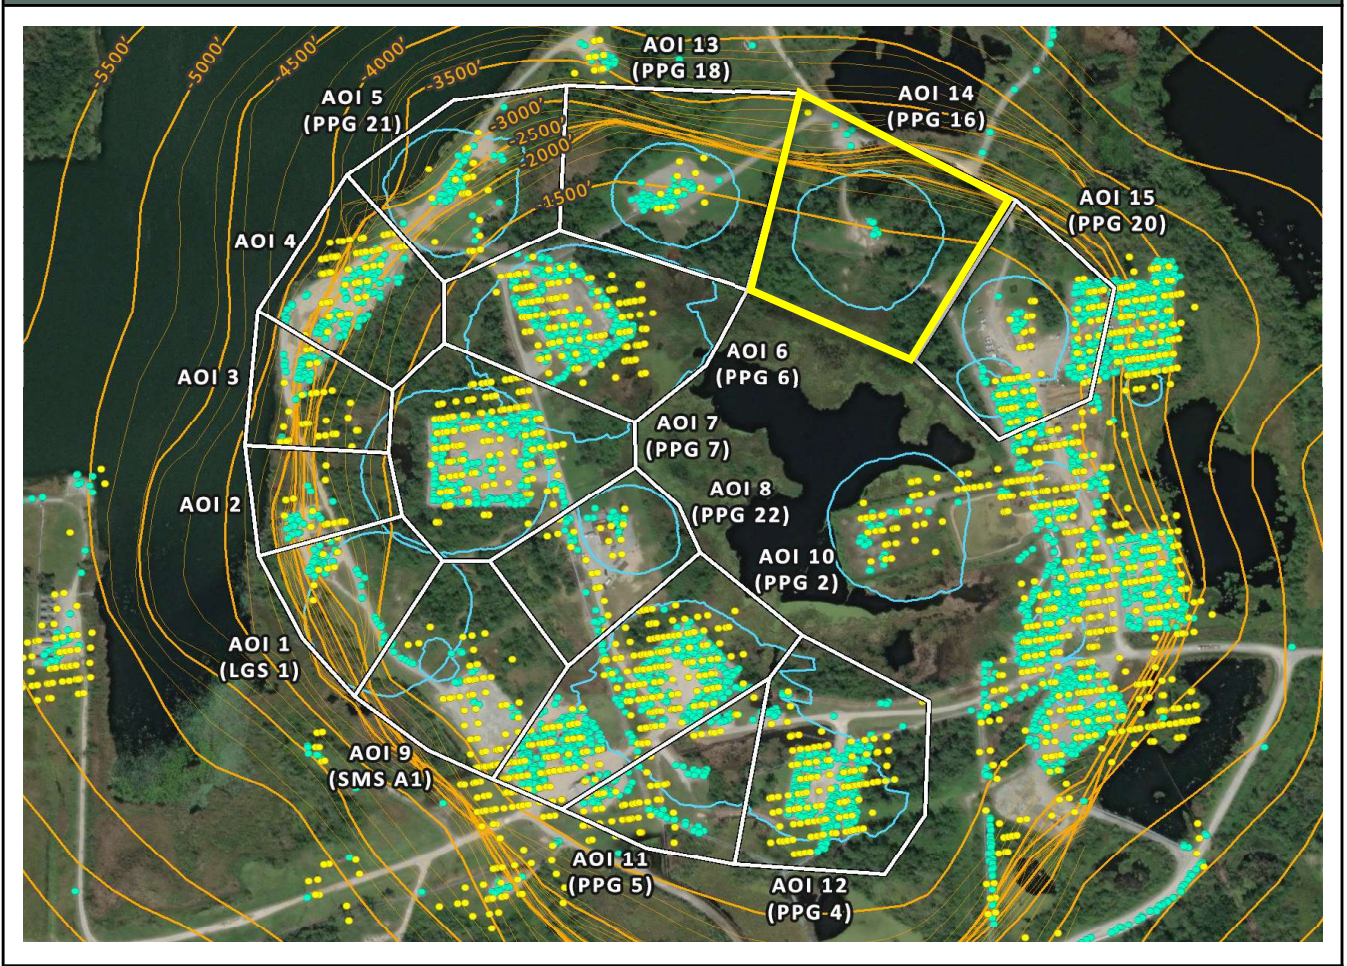 -5500'
-5000'
-4500'
-4000'
-3500'
-3000'
-2500'
-2000'
-1500'
AOI 13
(PPG 18)
AOI 5
(PPG 21)
AOI 14
(PPG 16)
AOI 15
(PPG 20)
AOI 4
AOI 3
AOI 6
(PPG 6)
AOI 7
(PPG 7)
AOI 2
AOI 8
(PPG 22)
AOI 10
(PPG 2)
AOI 1
(LGS 1)
AOI 9
(SMS A1)
AOI 11
(PPG 5)
AOI 12
(PPG 4)